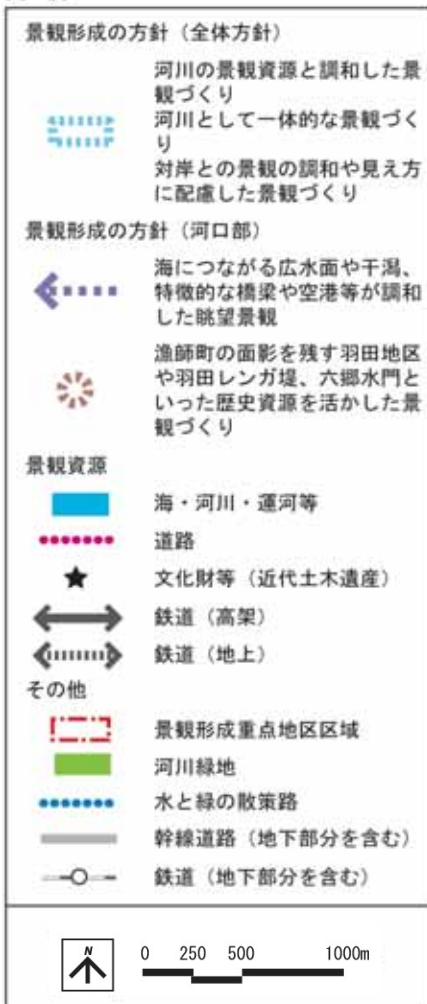 景観形成の方針（全体方針）
河川の景観資源と調和した景
観づくり
河川として一体的な景観づく
り
対岸との景観の調和や見え方
に配慮した景観づくり
景観形成の方針（河口部）
海につながる広水面や干潟、
特徴的な橋梁や空港等が調和
した眺望景観
漁師町の面影を残す羽田地区
や羽田レンガ堤、六郷水門と
いった歴史資源を活かした景
観づくり
景観資源
海・河川・運河等
道路
文化財等（近代土木遺産）
鉄道（高架）
鉄道（地上）
その他
景観形成重点地区区域
河川緑地
水と緑の散策路
幹線道路（地下部分を含む）
鉄道（地下部分を含む）
N 0 250 500 1000m